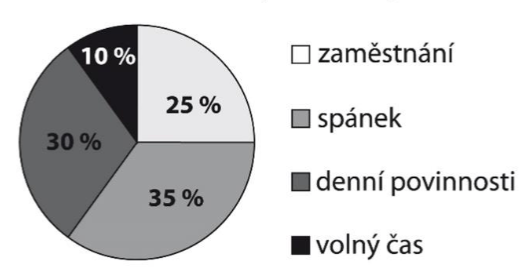 10 %
25 %
30 %
35 %
zaměstnání
spánek
denní povinnosti
volný čas